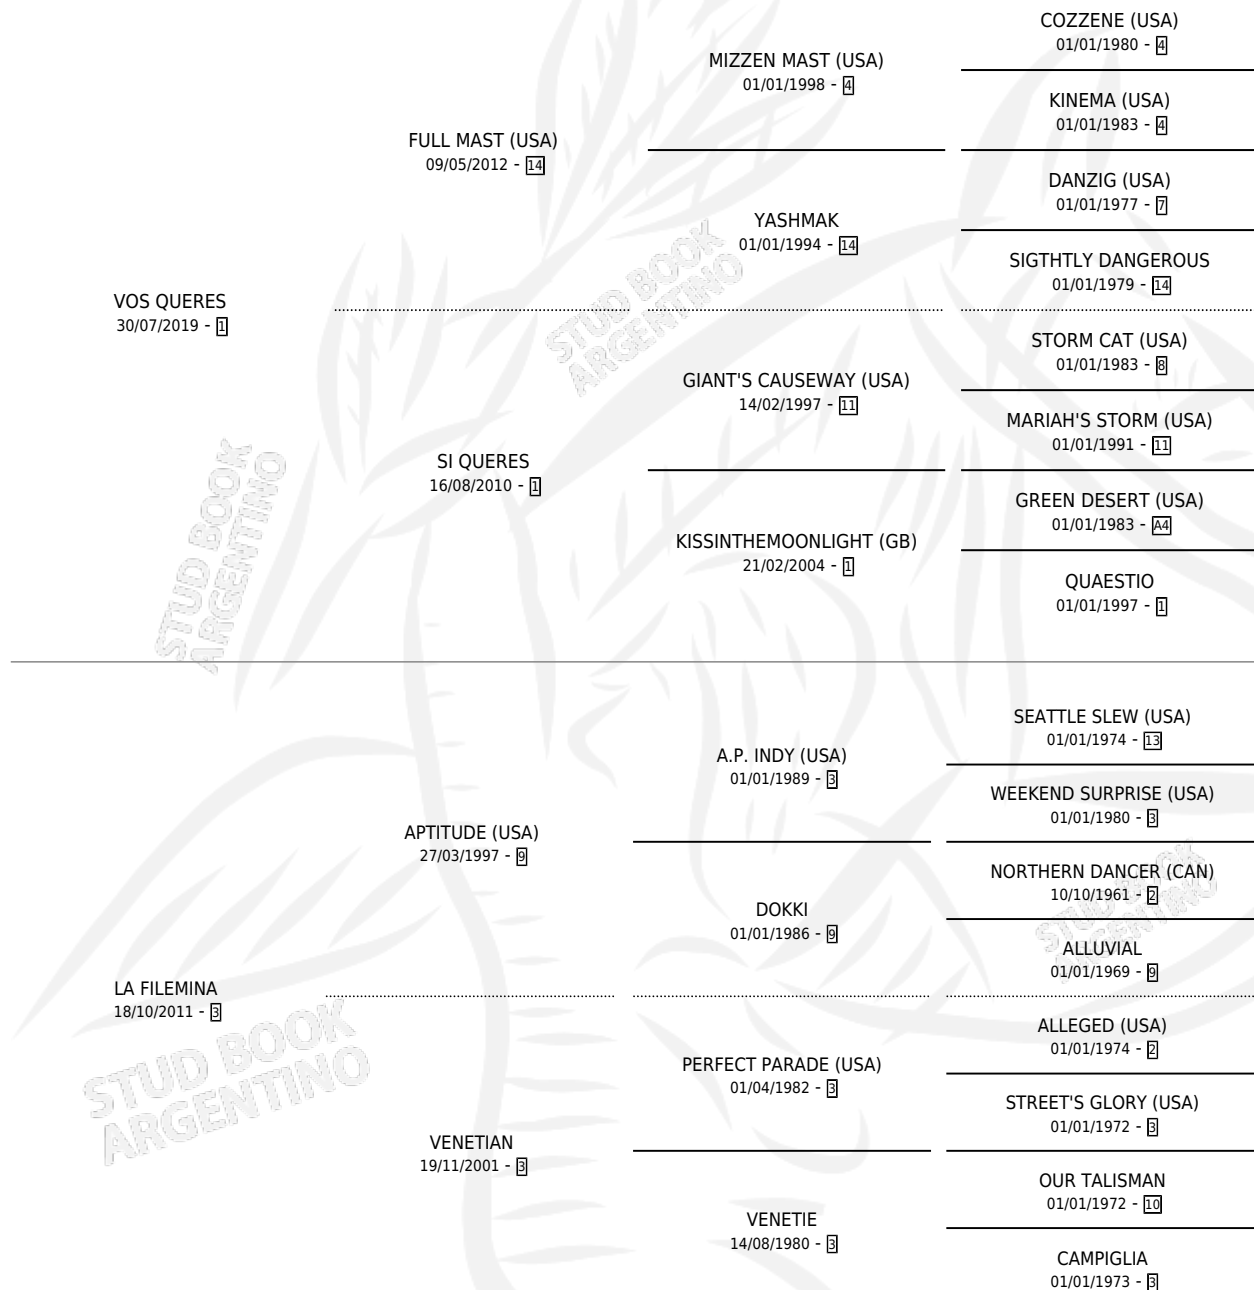 COZZENE (USA)
01/01/1980 - 4
MIZZEN MAST (USA)
01/01/1998 - 4
KINEMA (USA)
01/01/1983 - 4
FULL MAST (USA)
09/05/2012 - 14
DANZIG (USA)
01/01/1977 - 7
YASHMAK
01/01/1994 - 14
SIGTHTLY DANGEROUS
01/01/1979 - 14
VOS QUERES
30/07/2019 - 1
STORM CAT (USA)
01/01/1983 - 8
GIANT'S CAUSEWAY (USA)
14/02/1997 - 11
MARIAH'S STORM (USA)
01/01/1991 - 11
SI QUERES
16/08/2010 - 1
GREEN DESERT (USA)
01/01/1983 - A4
KISSINTHEMOONLIGHT (GB)
21/02/2004 - 1
QUAESTIO
01/01/1997 - 1
SEATTLE SLEW (USA)
01/01/1974 - 13
A.P. INDY (USA)
01/01/1989 - 3
WEEKEND SURPRISE (USA)
01/01/1980 - 3
APTITUDE (USA)
27/03/1997 - 9
NORTHERN DANCER (CAN)
10/10/1961 - 2
DOKKI
01/01/1986 - 9
ALLUVIAL
01/01/1969 - 9
LA FILEMINA
18/10/2011 - 3
ALLEGED (USA)
01/01/1974 - 2
PERFECT PARADE (USA)
01/04/1982 - 3
STREET'S GLORY (USA)
01/01/1972 - 3
VENETIAN
19/11/2001 - 3
OUR TALISMAN
01/01/1972 - 10
VENETIE
14/08/1980 - 3
CAMPIGLIA
01/01/1973 - 3
STUD BOOK
ARGENTINO
STUD BOOK
ARGENTINO
STUD BOOK
ARGENTINO
STUD BOOK
ARGENTINO